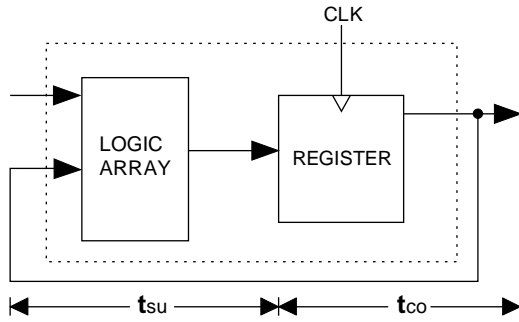 CLK
LOGIC
ARRAY
REGISTER
tsu
tco